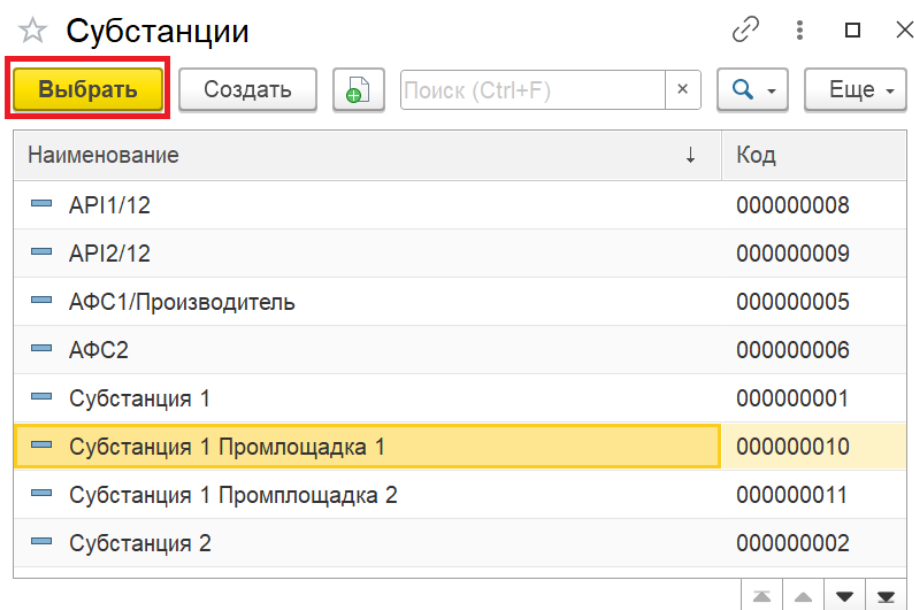 Субстанции
Выбрать Создать Поиск (Ctrl+F) × Еще
Наименование ↓ Код
API1/12 000000008
API2/12 000000009
АФС1/Производитель 000000005
АФС2 000000006
Субстанция 1 000000001
Субстанция 1 Промлощадка 1 000000010
Субстанция 1 Промплощадка 2 000000011
Субстанция 2 000000002